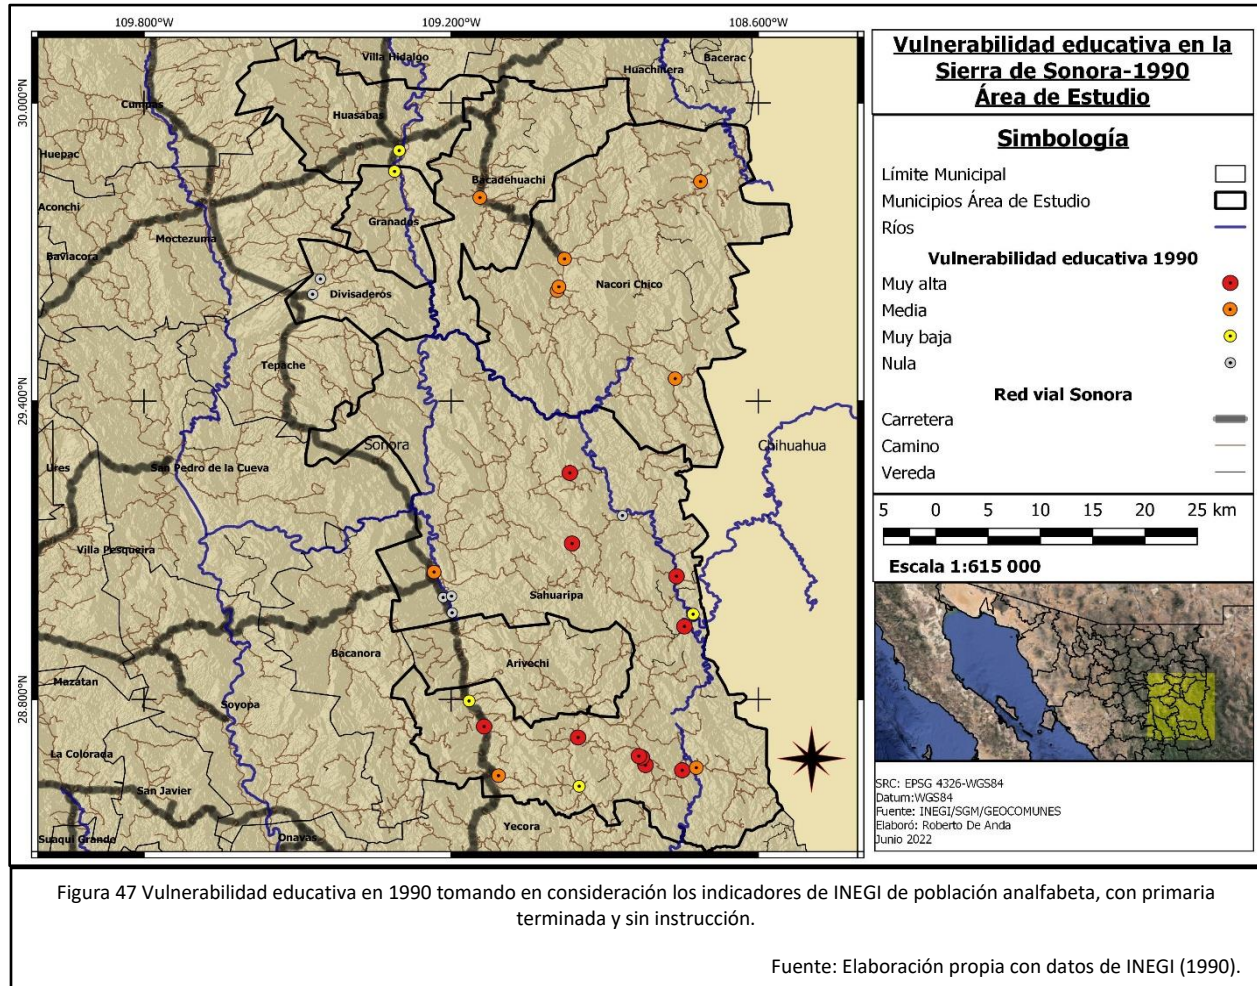 109.800°W
109.200°W
108.600°W
30.000°N
29.400°N
28.800°N
Villa Hidalgo
Huachinera
Bacerac
Cumpas
Huasabas
Huepac
Bacadehuachi
Aconchi
Granados
Moctezuma
Baviacora
Nacori Chico
Divisaderos
Tepache
Sonora
Chihuahua
Ures
San Pedro de la Cueva
Villa Pesqueira
Sahuaripa
Bacanora
Arivechi
Mazatan
Soyopa
La Colorada
San Javier
Yecora
Suaqui Grande
Onavas
Vulnerabilidad educativa en la
Sierra de Sonora-1990
Área de Estudio
Simbología
Límite Municipal
Municipios Área de Estudio
Ríos
Vulnerabilidad educativa 1990
Muy alta
Media
Muy baja
Nula
Red vial Sonora
Carretera
Camino
Vereda
5 0 5 10 15 20 25 km
Escala 1:615 000
SRC: EPSG 4326-WGS84
Datum:WGS84
Fuente: INEGI/SGM/GEOCOMUNES
Elaboró: Roberto De Anda
Junio 2022
Figura 47 Vulnerabilidad educativa en 1990 tomando en consideración los indicadores de INEGI de población analfabeta, con primaria
terminada y sin instrucción.
Fuente: Elaboración propia con datos de INEGI (1990).